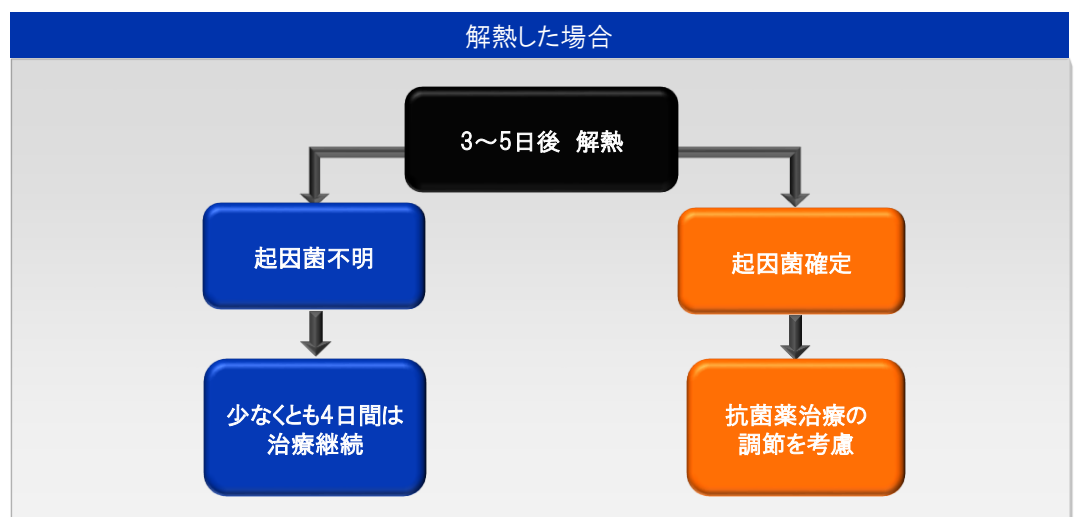 解熱した場合
3～5日後 解熱
起因菌不明
起因菌確定
少なくとも4日間は
治療継続
抗菌薬治療の
調節を考慮